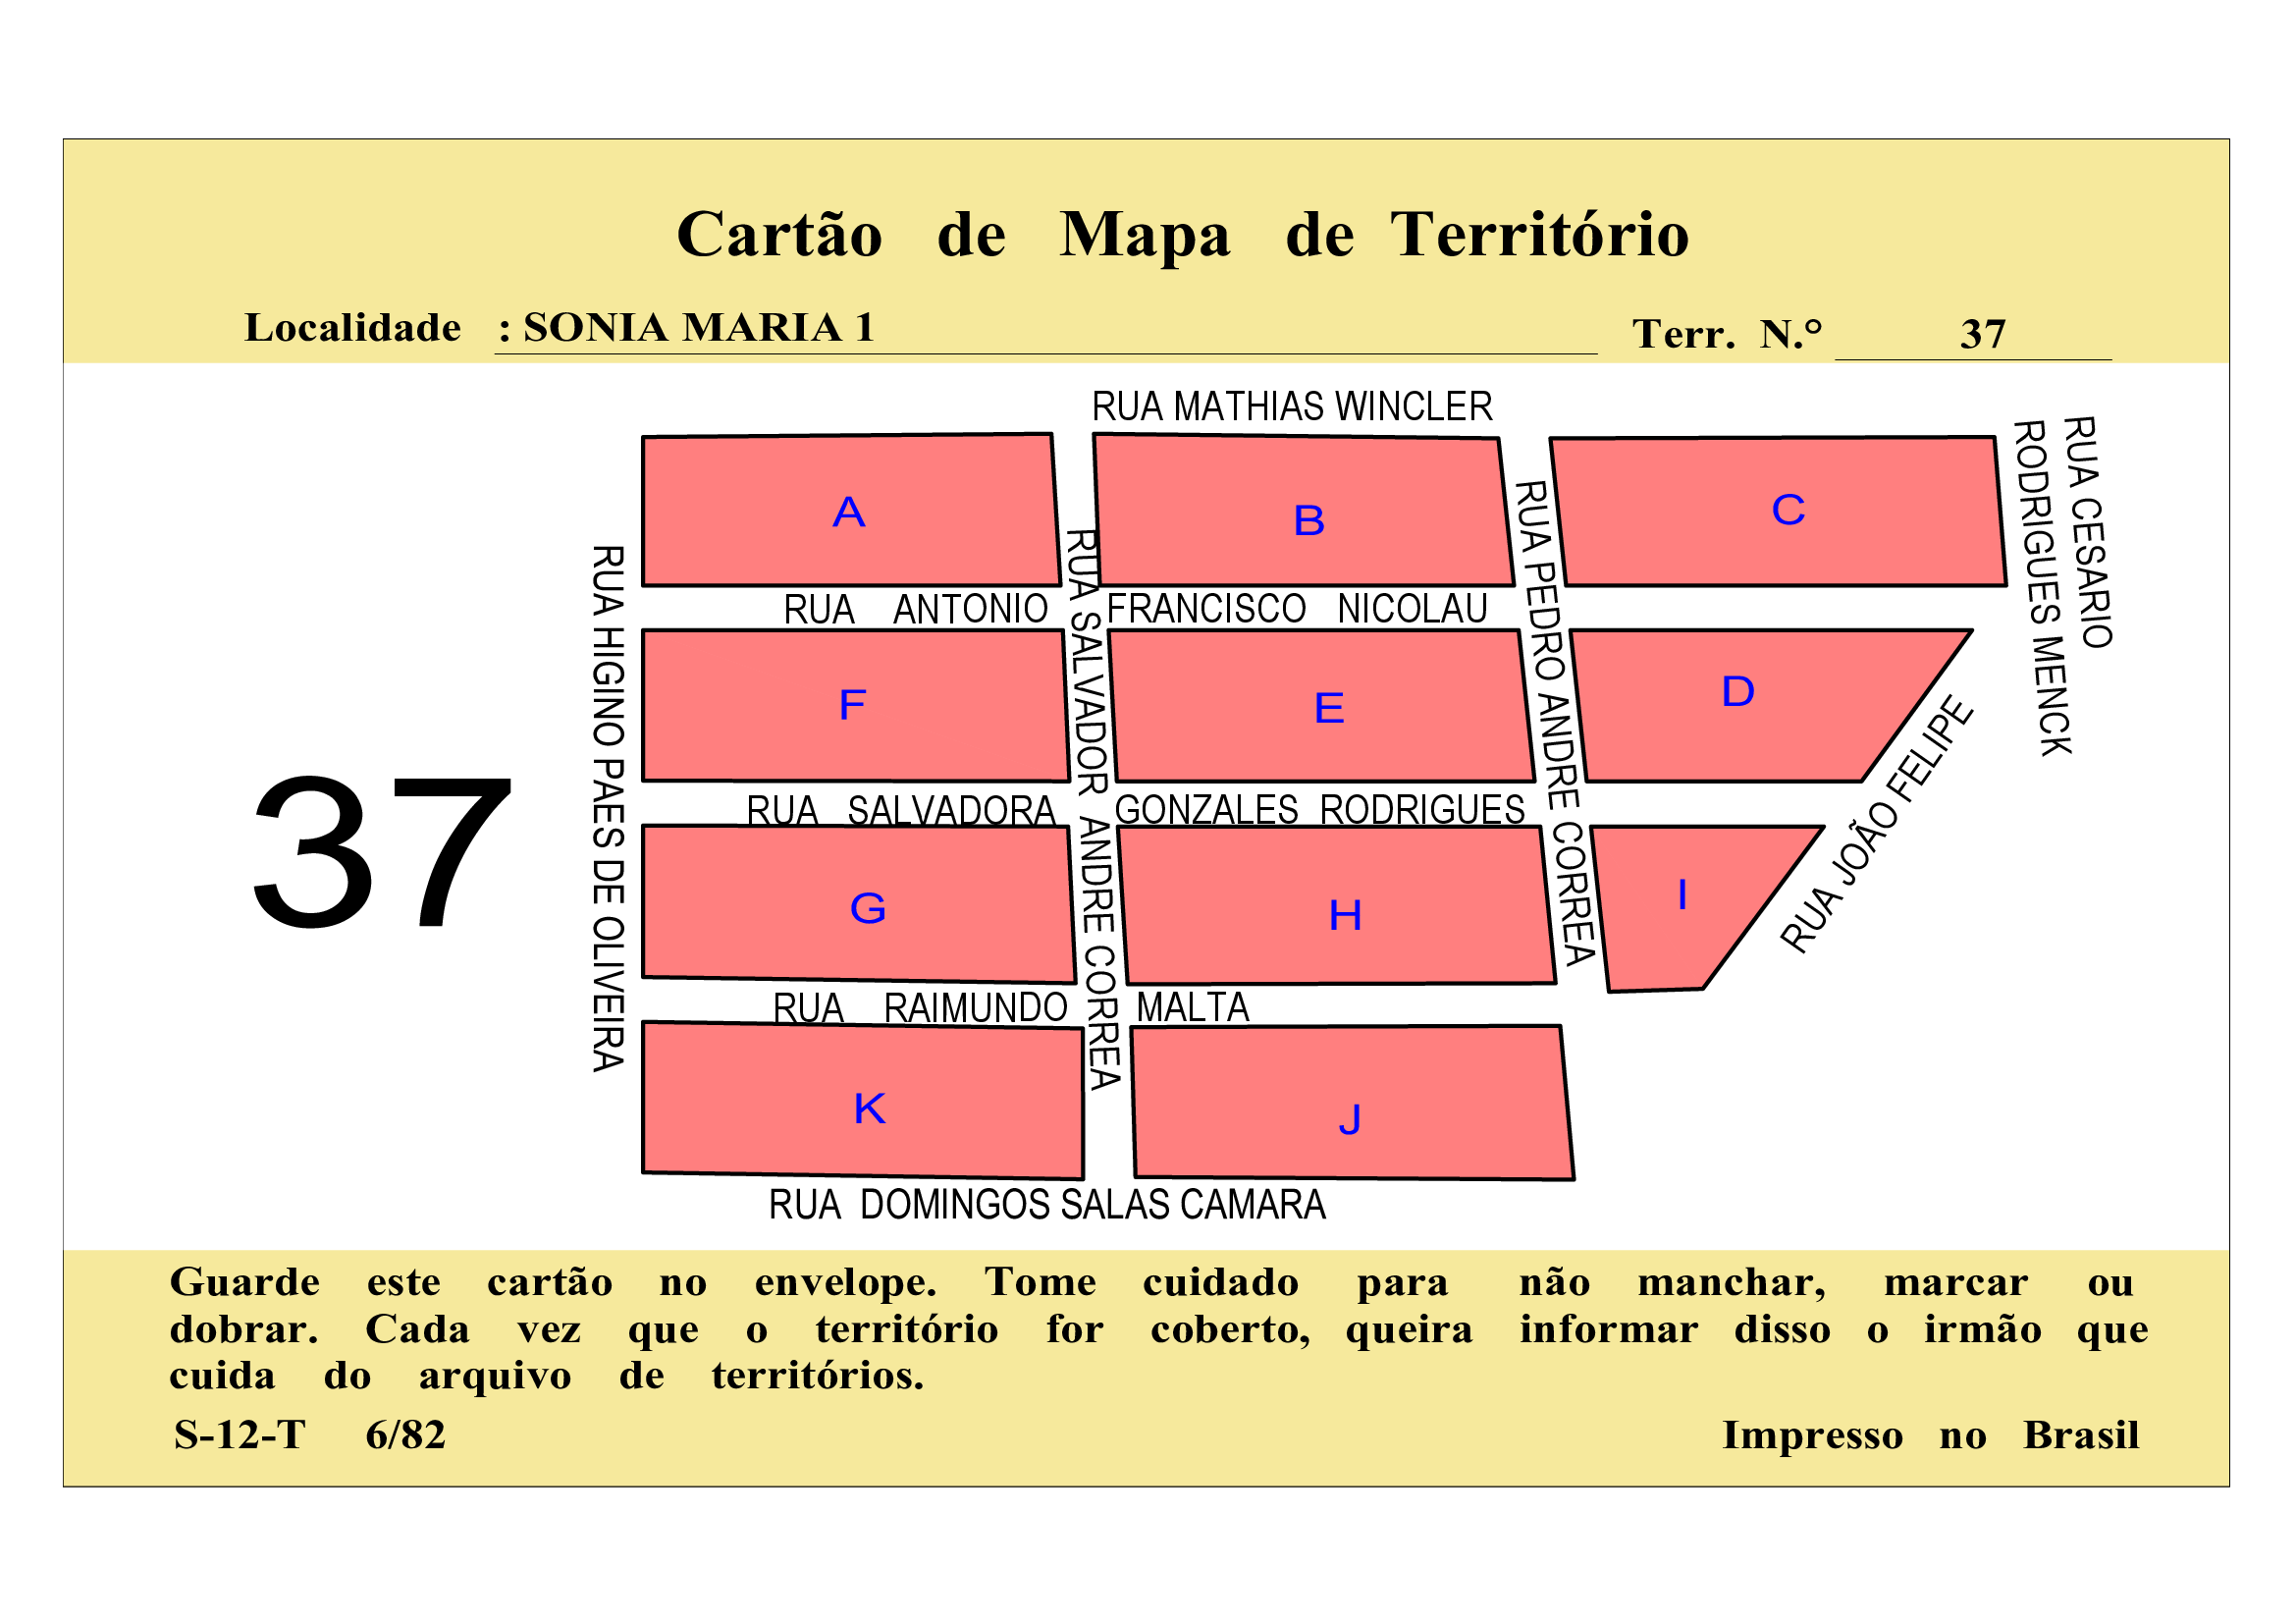 Cartão de Mapa de Território
Localidade : SONIA MARIA 1
Terr. N.° 37
RUA MATHIAS WINCLER
A
B
C
RUA CESARIO
RODRIGUES MENCK
RUA HIGINO PAES DE OLIVEIRA
RUA SALVADOR ANDRE CORREA
RUA PEDRO ANDRE CORREA
RUA ANTONIO FRANCISCO NICOLAU
F
E
D
RUA JOÃO FELIPE
37
RUA SALVADORA GONZALES RODRIGUES
G
H
I
RUA RAIMUNDO MALTA
K
J
RUA DOMINGOS SALAS CAMARA
Guarde este cartão no envelope. Tome cuidado para não manchar, marcar ou
dobrar. Cada vez que o território for coberto, queira informar disso o irmão que
cuida do arquivo de territórios.
S-12-T 6/82
Impresso no Brasil